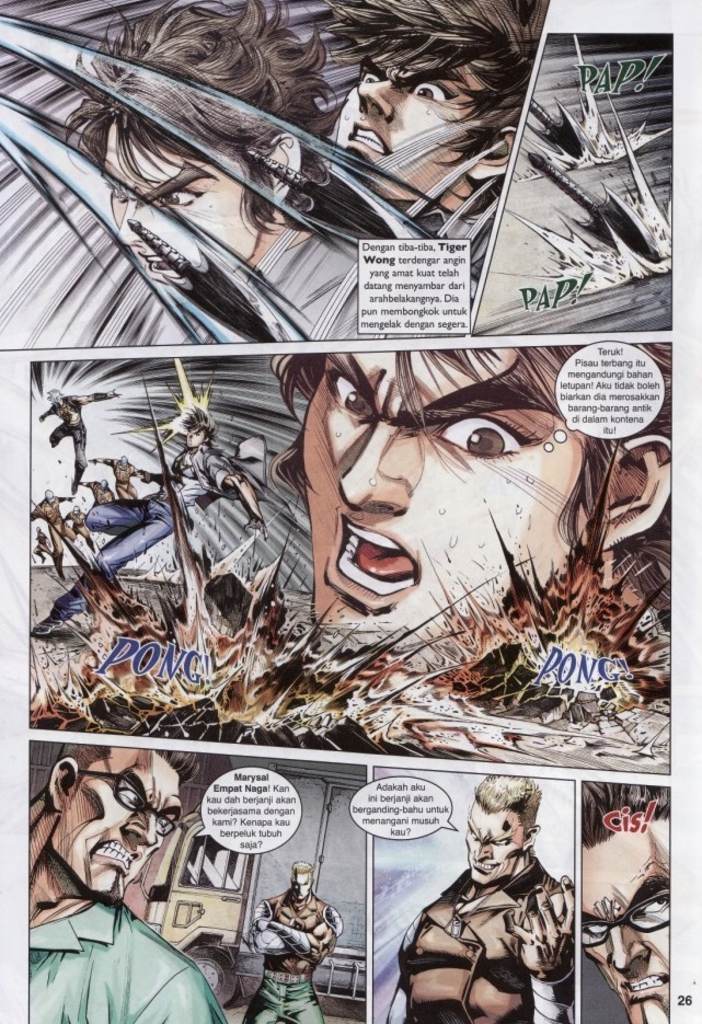 Dengan tiba-tiba, Tiger
Wong terdengar angin
yang amat kuat telah
datang menyambar dari
arahbelakangnya. Dia
pun membongkok untuk
mengelak dengan segera.
PAP!
PAP!
Teruk!
Pisau terbang itu
mengandungi bahan
letupan! Aku tidak boleh
biarkan dia merosakkan
barang-barang antik
di dalam kontena
itu!
PONG!
PONG!
Marysal
Empat Naga! Kan
kau dah berjanji akan
bekerjasama dengan
kami? Kenapa kau
berpeluk tubuh
saja?
Adakah aku
ini berjanji akan
berganding-bahu untuk
menangani musuh
kau?
CiS!
26